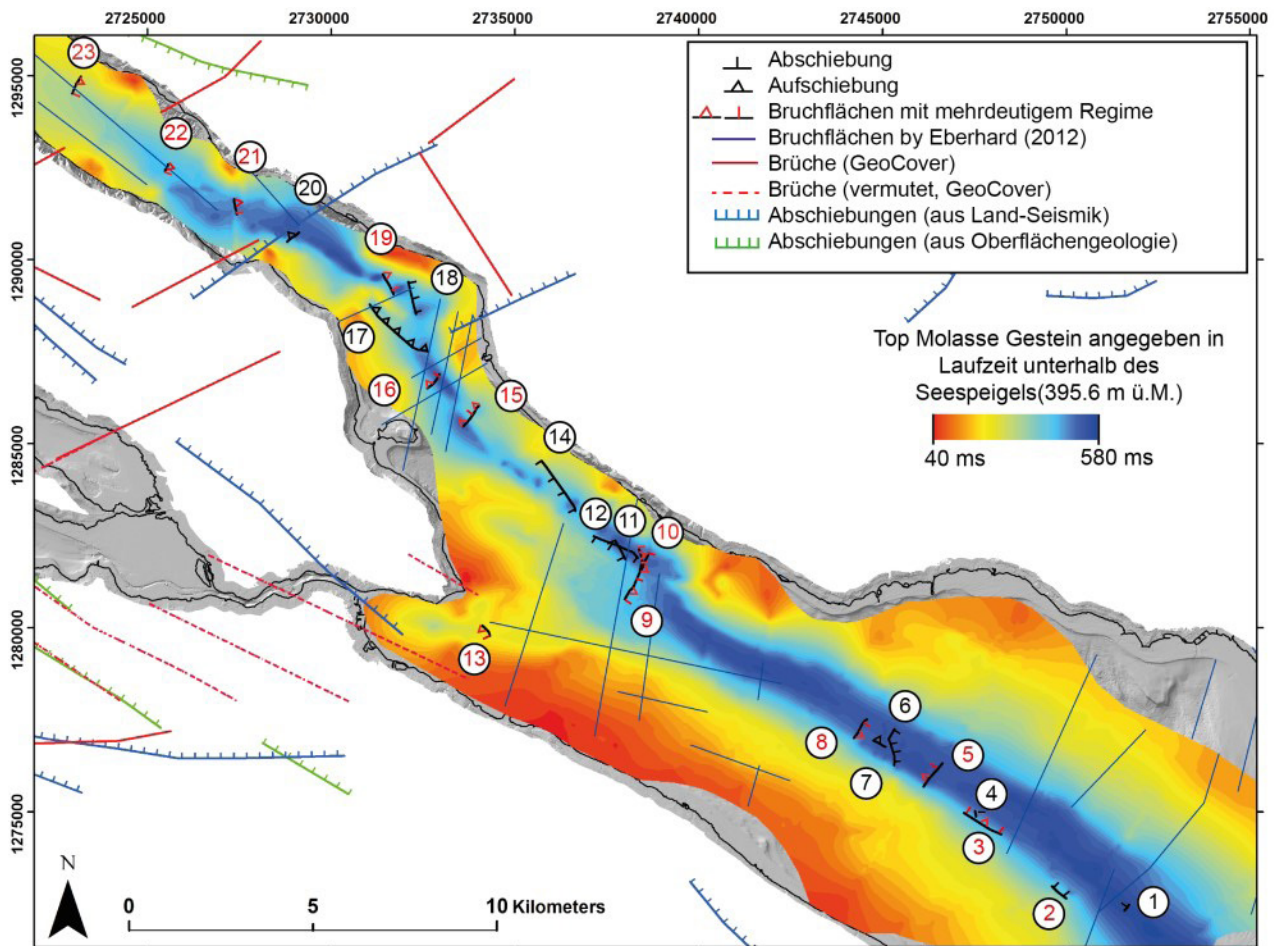 2725000 2730000 2735000 2740000 2745000 2750000 2755000
1295000
1290000
1285000
1280000
1275000
Abschiebung
Aufschiebung
Bruchflächen mit mehrdeutigem Regime
Bruchflächen by Eberhard (2012)
Brüche (GeoCover)
Brüche (vermutet, GeoCover)
Abschiebungen (aus Land-Seismik)
Abschiebungen (aus Oberflächengeologie)
Top Molasse Gestein angegeben in
Laufzeit unterhalb des
Seespeigels(395.6 m ü.M.)
40 ms 580 ms
23
22
21
20
19
18
17
16
15
14
12 11 10
9
13
6
8
5
7
4
3
2
1
N
0 5 10 Kilometers